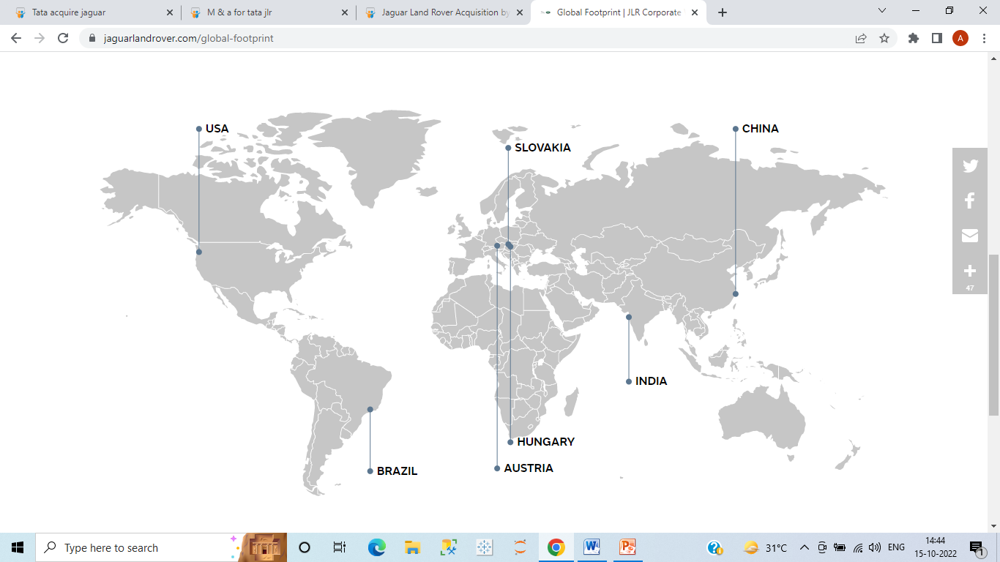 Tata acquire jaguar
M & a for tata jlr
Jaguar Land Rover Acquisition by
Global Footprint | JLR Corporate
jaguarlandrover.com/global-footprint
A
USA
CHINA
SLOVAKIA
47
INDIA
HUNGARY
AUSTRIA
BRAZIL
Type here to search
31°C
ENG
14:44
15-10-2022
1